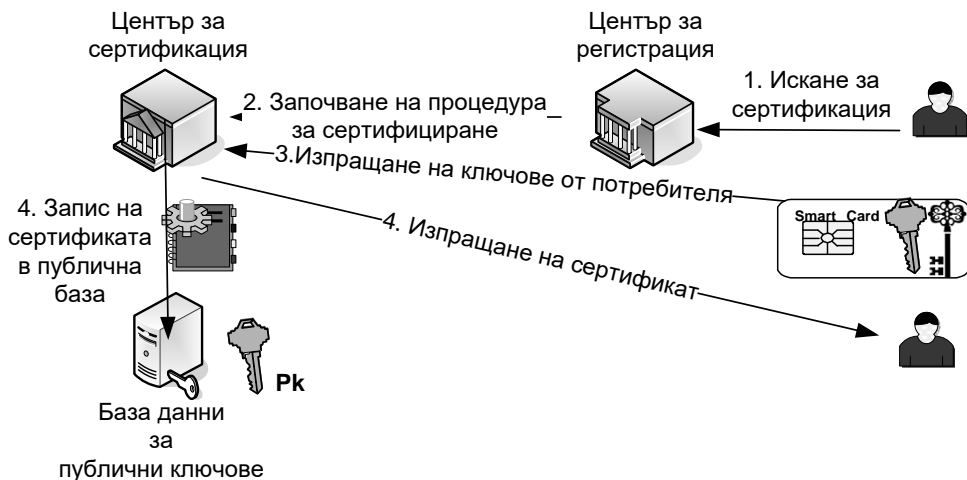 Център за
сертификация
Център за
регистрация
1. Искане за
сертификация
2. Започване на процедура
за сертифициране
3.Изпращане на ключове от потребителя
4. Изпращане на сертификат
Smart Card
4. Запис на
сертификата
в публична
база
Pk
База данни
за
публични ключове